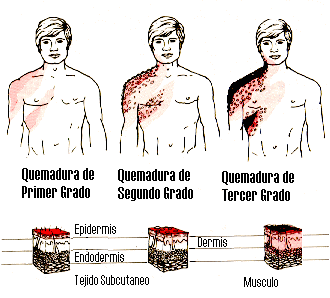 Quemadura de
Primer Grado
Quemadura de
Segundo Grado
Quemadura de
Tercer Grado
Epidermis
Dermis
Endodermis
Tejido Subcutaneo
Musculo